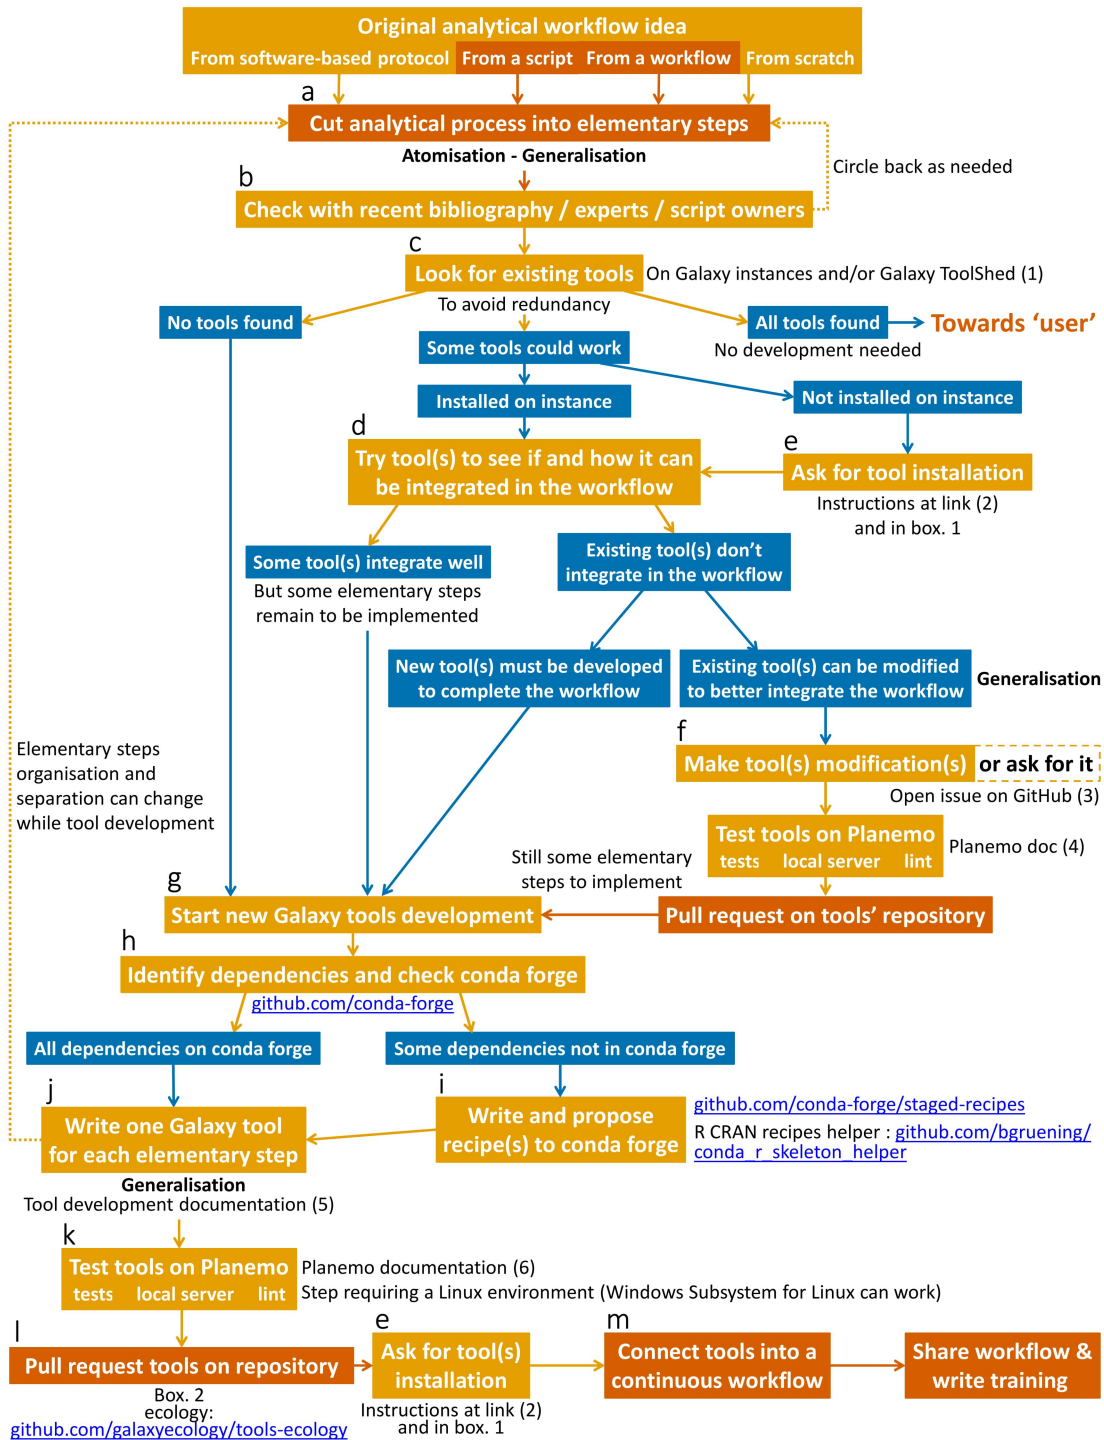 Original analytical workflow idea
From software-based protocol From a script From a workflow From scratch
a
Cut analytical process into elementary steps
Atomisation - Generalisation
Circle back as needed
b
Check with recent bibliography / experts / script owners
c
Look for existing tools
On Galaxy instances and/or Galaxy ToolShed (1)
To avoid redundancy
No tools found
All tools found
Towards ‘user’
No development needed
Some tools could work
Installed on instance
Not installed on instance
d
Try tool(s) to see if and how it can
be integrated in the workflow
e
Ask for tool installation
Instructions at link (2)
and in box. 1
Some tool(s) integrate well
But some elementary steps
remain to be implemented
Existing tool(s) don’t
integrate in the workflow
New tool(s) must be developed
to complete the workflow
Existing tool(s) can be modified
to better integrate the workflow
Generalisation
f
Make tool(s) modification(s)
or ask for it
Open issue on GitHub (3)
Elementary steps
organisation and
separation can change
while tool development
Test tools on Planemo
tests local server lint
Planemo doc (4)
Still some elementary
steps to implement
Pull request on tools’ repository
g
Start new Galaxy tools development
h
Identify dependencies and check conda forge
github.com/conda-forge
All dependencies on conda forge
Some dependencies not in conda forge
j
Write one Galaxy tool
for each elementary step
i
Write and propose
recipe(s) to conda forge
github.com/conda-forge/staged-recipes
R CRAN recipes helper : github.com/bgruening/
conda_r_skeleton_helper
Generalisation
Tool development documentation (5)
k
Test tools on Planemo
tests local server lint
Planemo documentation (6)
Step requiring a Linux environment (Windows Subsystem for Linux can work)
l
Pull request tools on repository
Box. 2
ecology:
github.com/galaxyecology/tools-ecology
e
Ask for tool(s)
installation
Instructions at link (2)
and in box. 1
m
Connect tools into a
continuous workflow
Share workflow &
write training